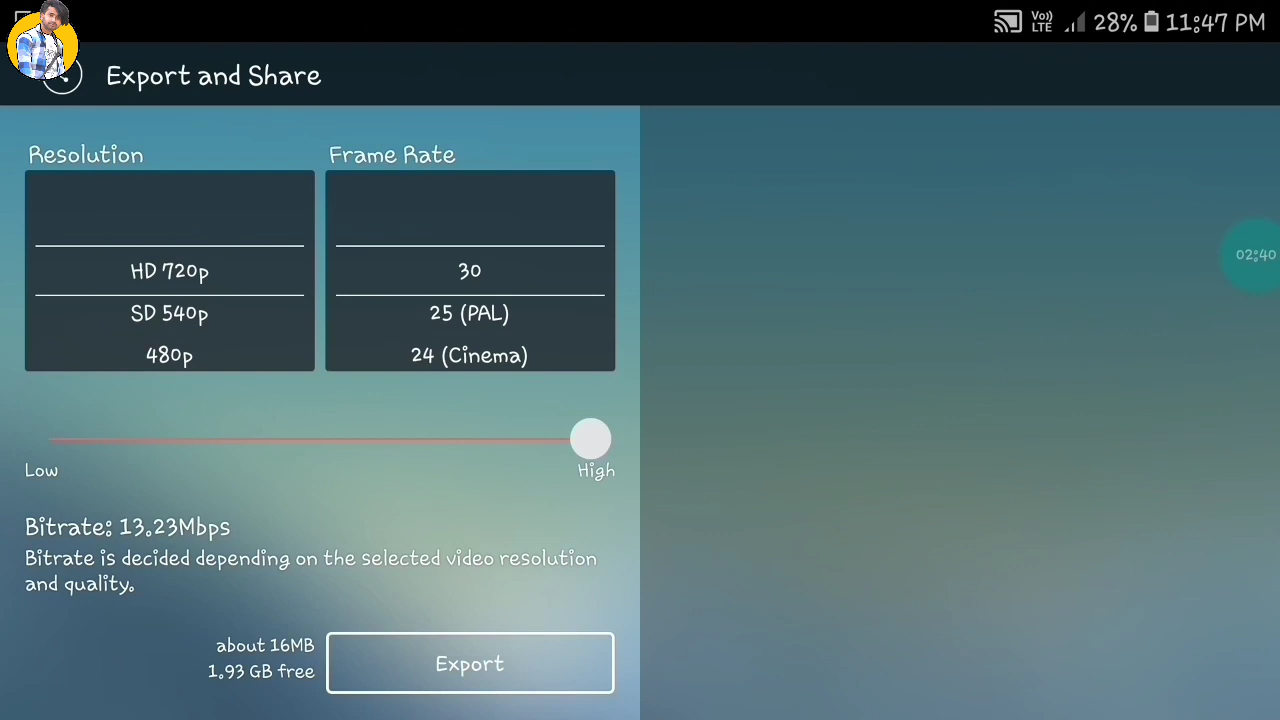 Vo))
LTE
28%
11:47 PM
Export and Share
Resolution
Frame Rate
HD 720p
30
SD 540p
25 (PAL)
480p
24 (Cinema)
02:40
Low
High
Bitrate: 13.23Mbps
Bitrate is decided depending on the selected video resolution
and quality.
about 16MB
1.93 GB free
Export